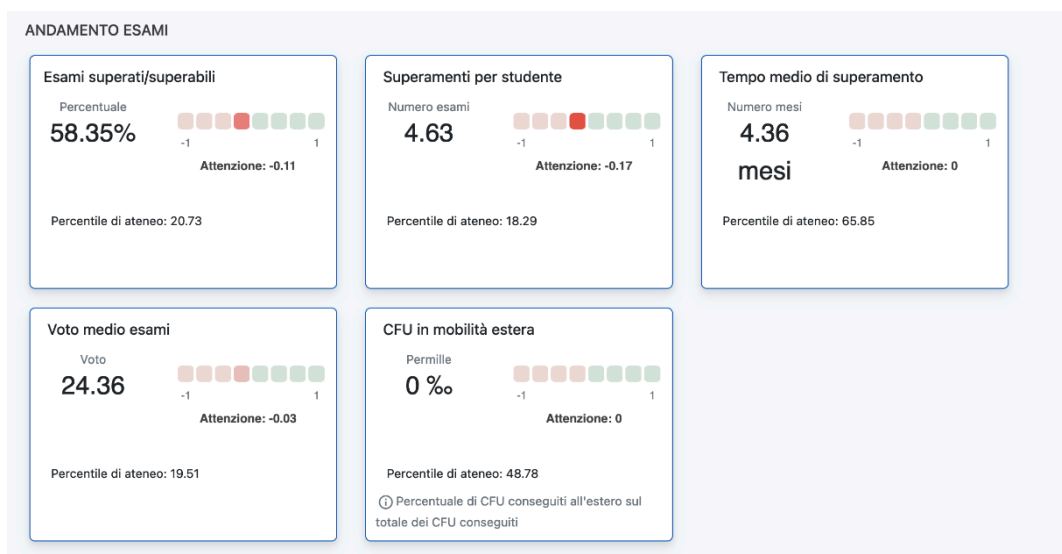 ANDAMENTO ESAMI
Esami superati/superabili
Percentuale
58.35%
-1
1
Attenzione: -0.11
Percentile di ateneo: 20.73
Superamenti per studente
Numero esami
4.63
-1
1
Attenzione: -0.17
Percentile di ateneo: 18.29
Tempo medio di superamento
Numero mesi
4.36
mesi
-1
1
Attenzione: 0
Percentile di ateneo: 65.85
Voto medio esami
Voto
24.36
-1
1
Attenzione: -0.03
Percentile di ateneo: 19.51
CFU in mobilità estera
Permille
0 ‰
-1
1
Attenzione: 0
Percentile di ateneo: 48.78
Percentuale di CFU conseguiti all'estero sul
totale dei CFU conseguiti